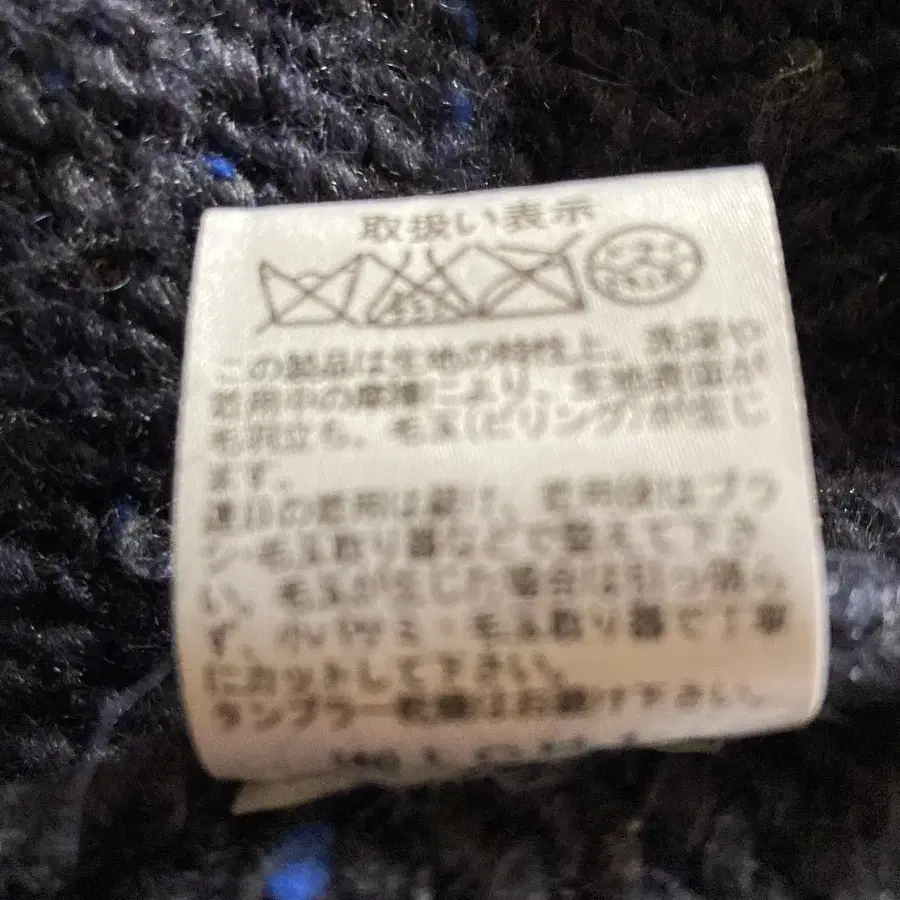 取扱い表示
この製品は生地の特性上、洗濯や
着用中の摩擦により、生地表面が
毛羽立ち、毛玉(ピリング)が生じ
ます。
連日の着用は避け、着用後はブラ
シ・毛玉取り器などで整えて下さ
い。毛玉が生じた場合は引っ張ら
ず、小バサミ・毛玉取り器で丁寧
にカットして下さい。
タンブラー乾燥はお避け下さい。